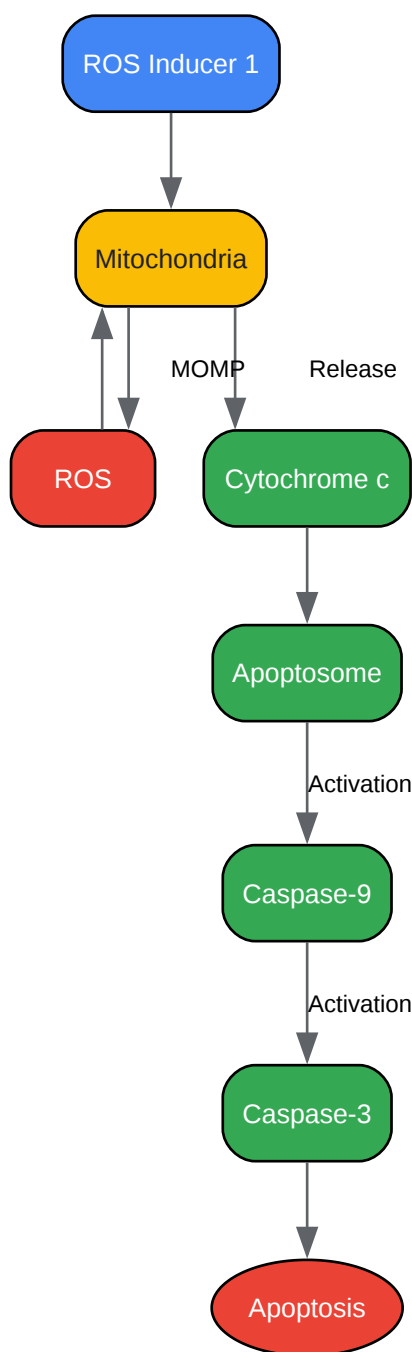 ROS Inducer 1
Mitochondria
MOMP
Release
ROS
Cytochrome c
Apoptosome
Activation
Caspase-9
Activation
Caspase-3
Apoptosis